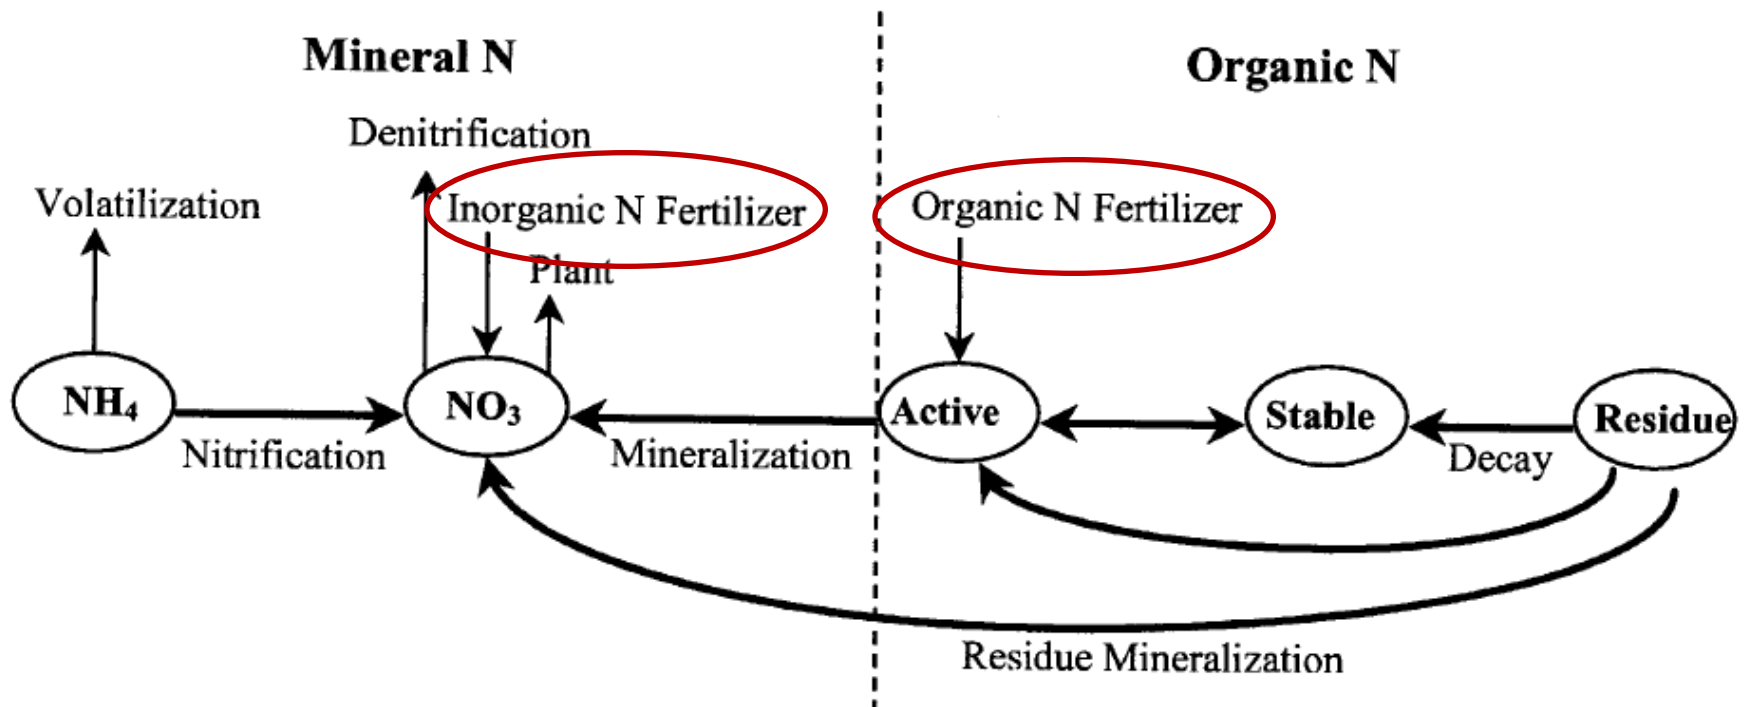 Mineral N
Organic N
Denitrification
Volatilization
Inorganic N Fertilizer
Organic N Fertilizer
Plant
NH₄
NO₃
Active
Stable
Residue
Nitrification
Mineralization
Decay
Residue Mineralization